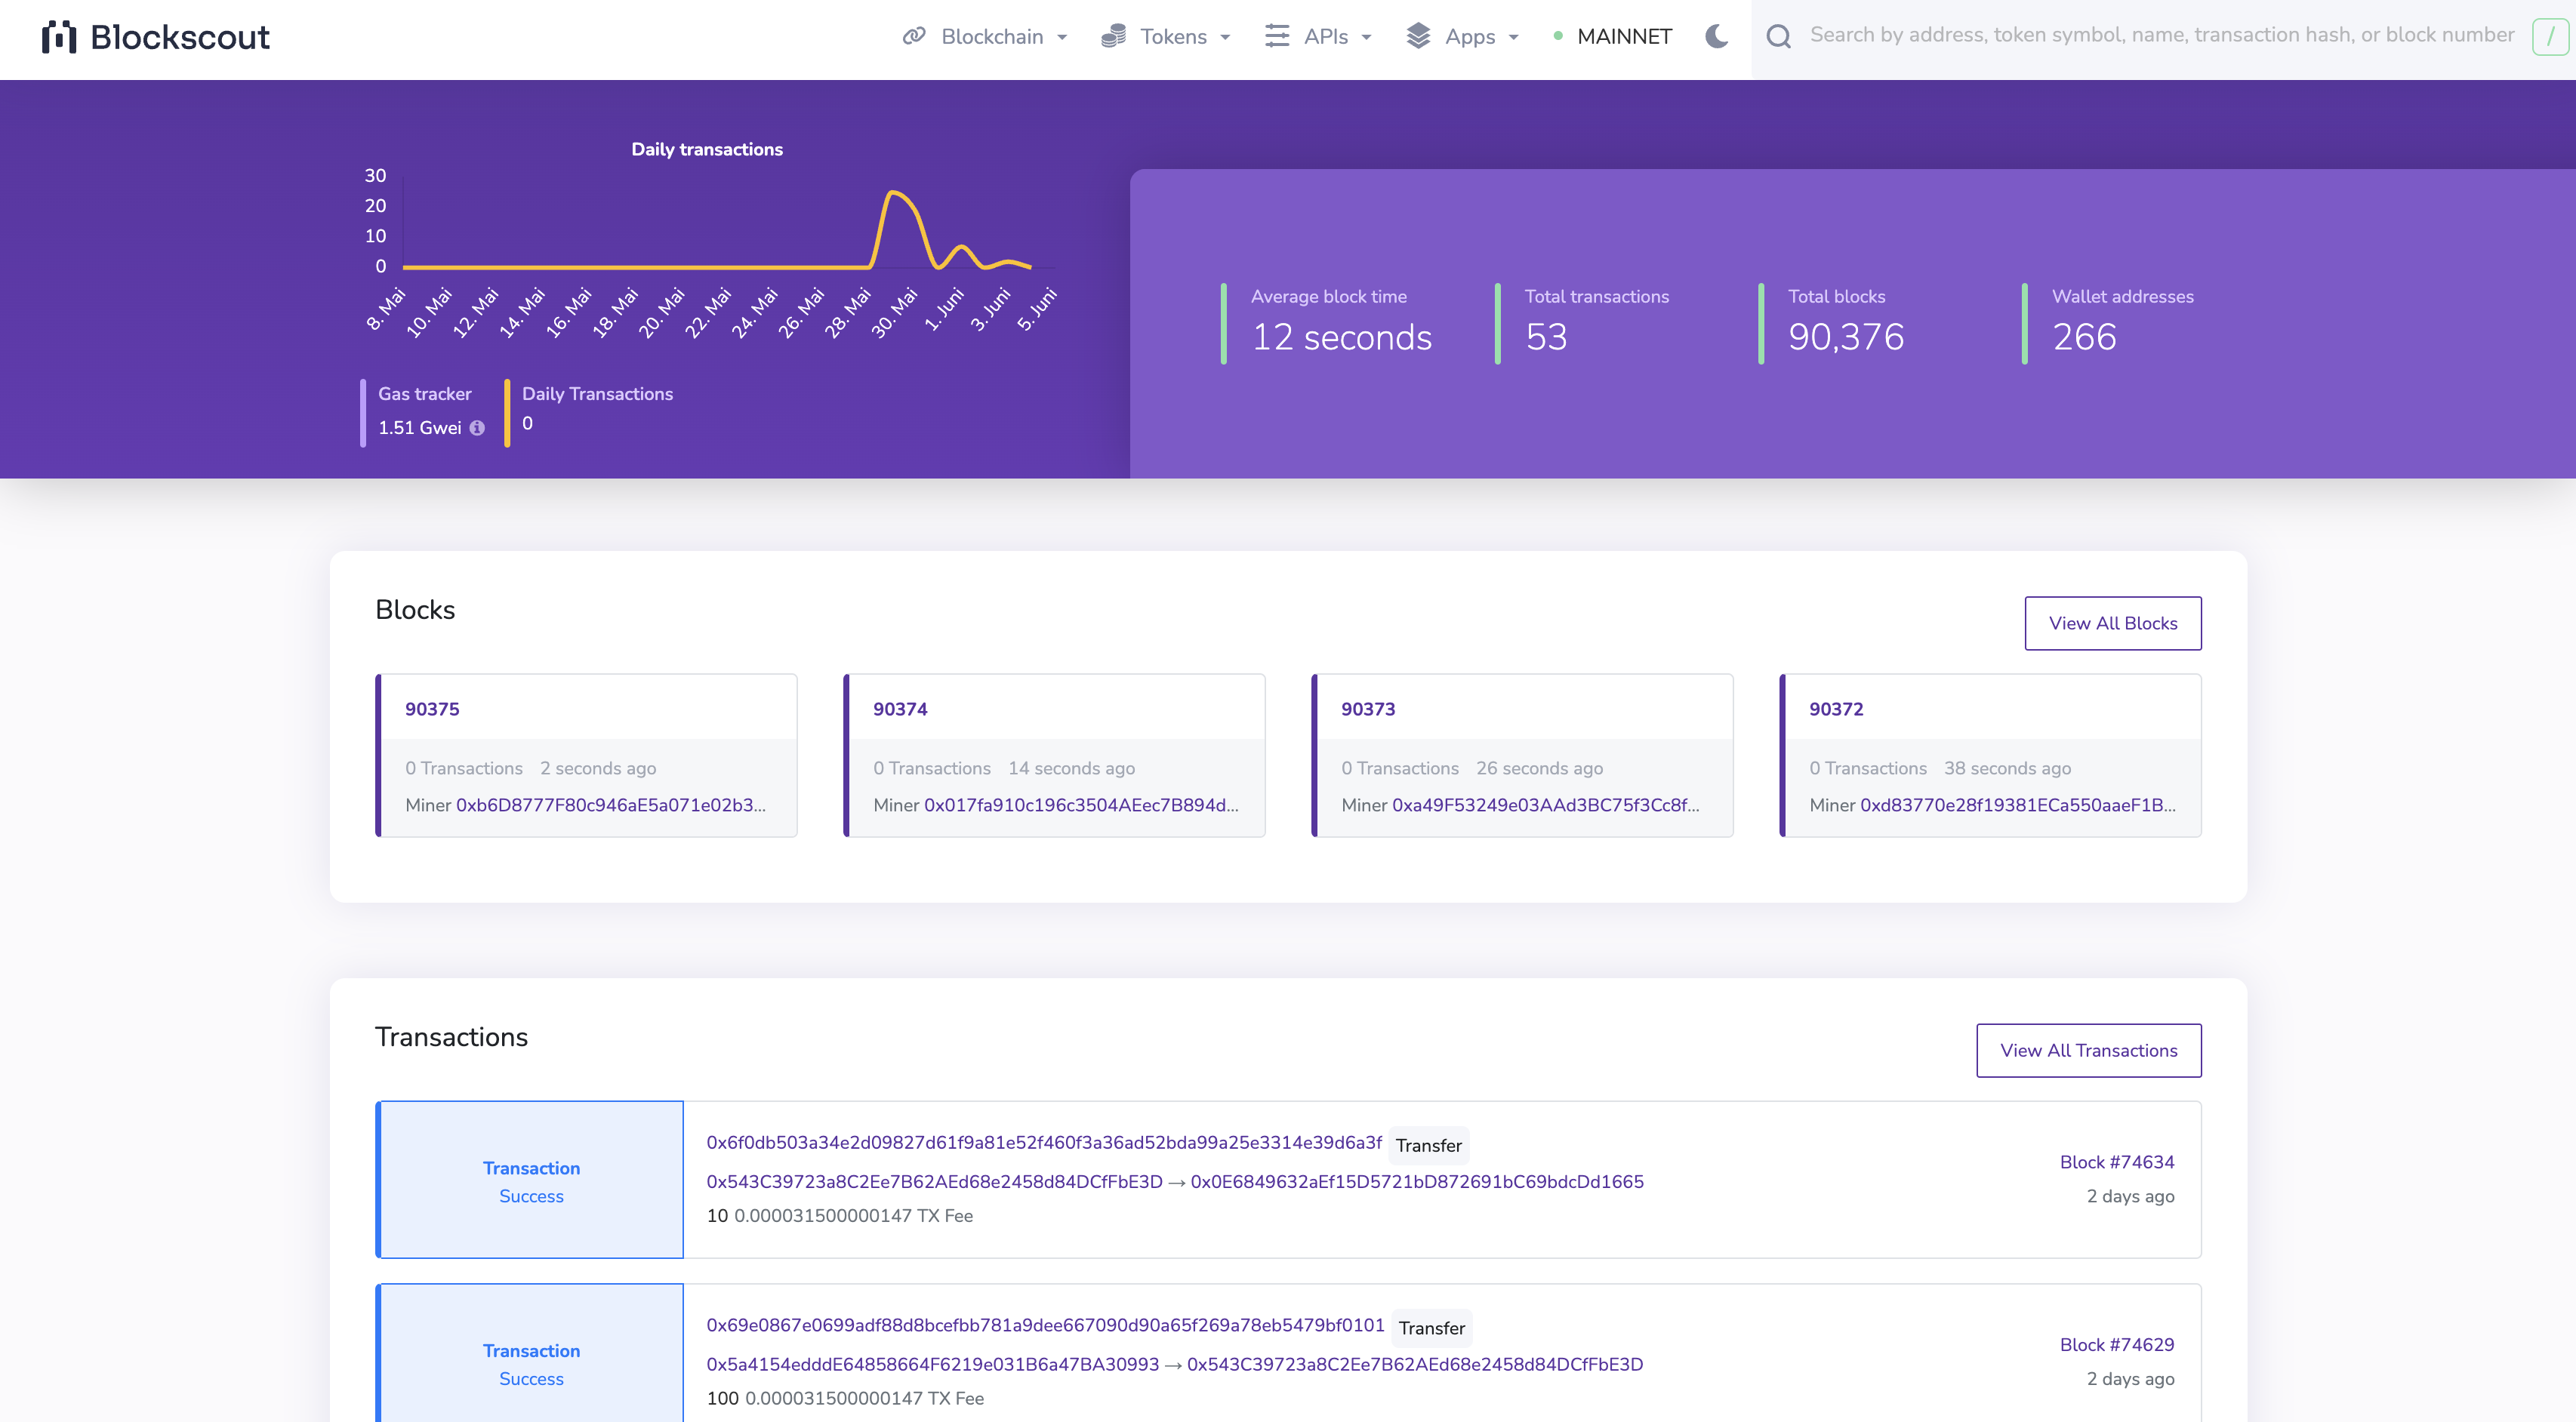 Blockscout
Blockchain Tokens APIs Apps MAINNET Search by address, token symbol, name, transaction hash, or block number /
Daily transactions
30
20
10
0
8. Mai 10. Mai 12. Mai 14. Mai 16. Mai 18. Mai 20. Mai 22. Mai 24. Mai 26. Mai 28. Mai 30. Mai 1. Juni 3. Juni 5. Juni
Gas tracker
1.51 Gwei
Daily Transactions
0
Average block time
12 seconds
Total transactions
53
Total blocks
90,376
Wallet addresses
266
Blocks
View All Blocks
90375
0 Transactions 2 seconds ago
Miner 0xb6D8777F80c946aE5a071e02b3...
90374
0 Transactions 14 seconds ago
Miner 0x017fa910c196c3504AEec7B894d...
90373
0 Transactions 26 seconds ago
Miner 0xa49F53249e03AAd3BC75f3Cc8f...
90372
0 Transactions 38 seconds ago
Miner 0xd83770e28f19381ECa550aaeF1B...
Transactions
View All Transactions
Transaction
Success
0x6f0db503a34e2d09827d61f9a81e52f460f3a36ad52bda99a25e3314e39d6a3f Transfer
0x543C39723a8C2Ee7B62AEd68e2458d84DCfFbE3D → 0x0E6849632aEf15D5721bD872691bC69bdcDd1665
10 0.000031500000147 TX Fee
Block #74634
2 days ago
Transaction
Success
0x69e0867e0699adf88d8bcefbb781a9dee667090d90a65f269a78eb5479bf0101 Transfer
0x5a4154edddE64858664F6219e031B6a47BA30993 → 0x543C39723a8C2Ee7B62AEd68e2458d84DCfFbE3D
100 0.000031500000147 TX Fee
Block #74629
2 days ago